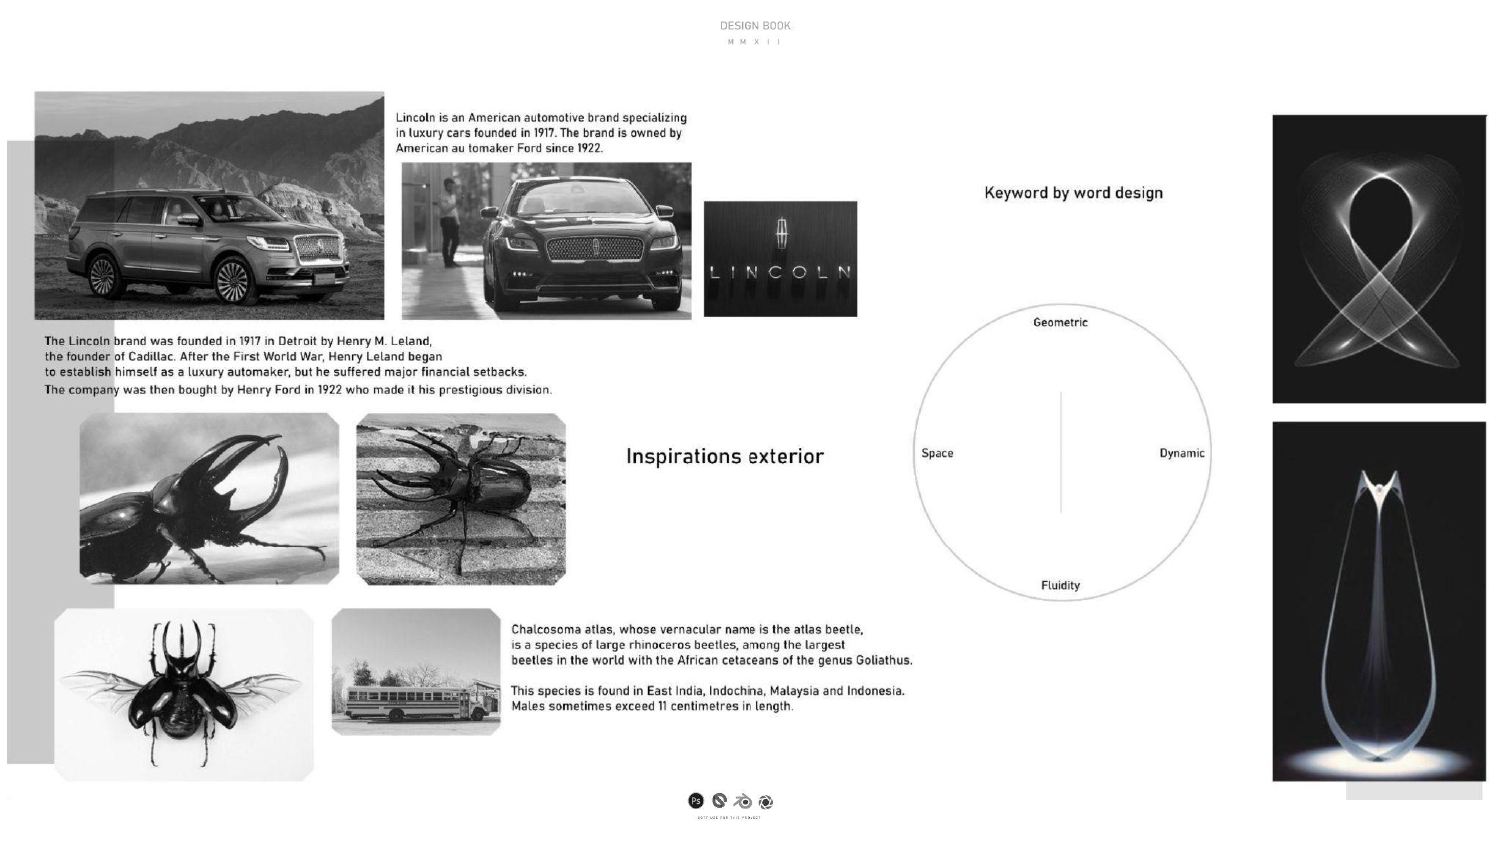 DESIGN BOOK
M M X I I
Lincoln is an American automotive brand specializing
in luxury cars founded in 1917. The brand is owned by
American au tomaker Ford since 1922.
LINCOLN
Keyword by word design
The Lincoln brand was founded in 1917 in Detroit by Henry M. Leland,
the founder of Cadillac. After the First World War, Henry Leland began
to establish himself as a luxury automaker, but he suffered major financial setbacks.
The company was then bought by Henry Ford in 1922 who made it his prestigious division.
Inspirations exterior
Geometric
Space
Dynamic
Fluidity
Chalcosoma atlas, whose vernacular name is the atlas beetle,
is a species of large rhinoceros beetles, among the largest
beetles in the world with the African cetaceans of the genus Goliathus.
This species is found in East India, Indochina, Malaysia and Indonesia.
Males sometimes exceed 11 centimetres in length.
Ps